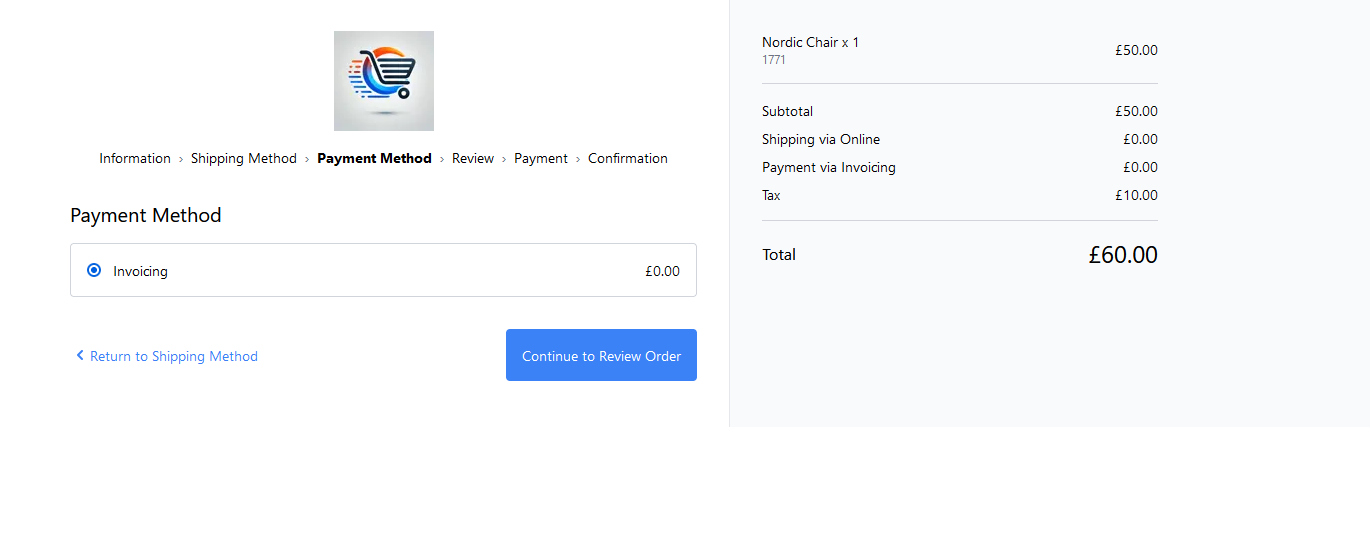 Information › Shipping Method › Payment Method › Review › Payment › Confirmation
Payment Method
Invoicing £0.00
Return to Shipping Method
Continue to Review Order
Nordic Chair x 1 £50.00
1771
Subtotal £50.00
Shipping via Online £0.00
Payment via Invoicing £0.00
Tax £10.00
Total £60.00